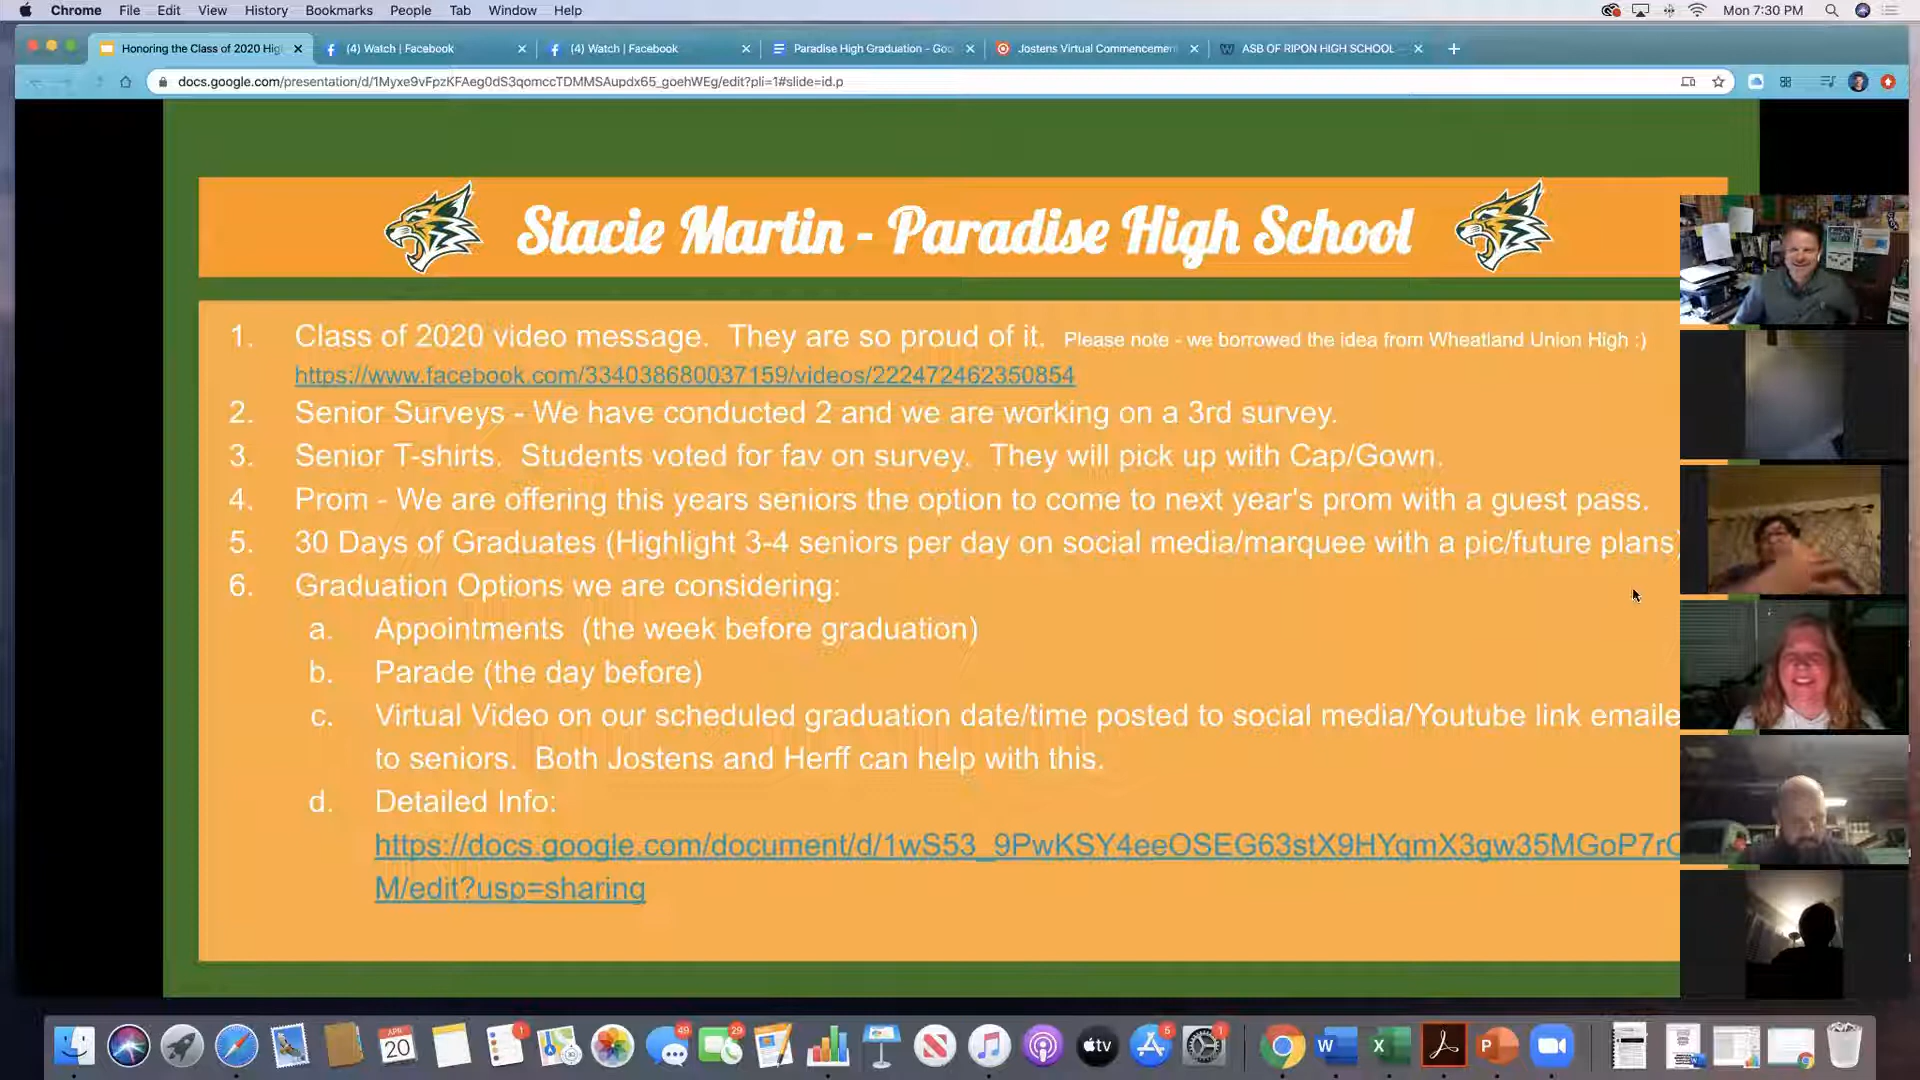 Chrome File Edit View History Bookmarks People Tab Window Help Mon 7:30 PM
Honoring the Class of 2020 Hig (4) Watch | Facebook (4) Watch | Facebook Paradise High Graduation - Goo Jostens Virtual Commencemen ASB OF RIPON HIGH SCHOOL
docs.google.com/presentation/d/1Myxe9vFpzKFAeg0dS3qomccTDMMSAupdx65_goehWEg/edit?pli=1#slide=id.p
Stacie Martin - Paradise High School
1. Class of 2020 video message. They are so proud of it. Please note - we borrowed the idea from Wheatland Union High :)
https://www.facebook.com/334038680037159/videos/222472462350854
2. Senior Surveys - We have conducted 2 and we are working on a 3rd survey.
3. Senior T-shirts. Students voted for fav on survey. They will pick up with Cap/Gown.
4. Prom - We are offering this years seniors the option to come to next year's prom with a guest pass.
5. 30 Days of Graduates (Highlight 3-4 seniors per day on social media/marquee with a pic/future plans)
6. Graduation Options we are considering:
a. Appointments (the week before graduation)
b. Parade (the day before)
c. Virtual Video on our scheduled graduation date/time posted to social media/Youtube link emaile
to seniors. Both Jostens and Herff can help with this.
d. Detailed Info:
https://docs.google.com/document/d/1wS53_9PwKSY4eeOSEG63stX9HYqmX3gw35MGoP7rC
M/edit?usp=sharing
APR
20 1 49 29 tv 5 1 W X P